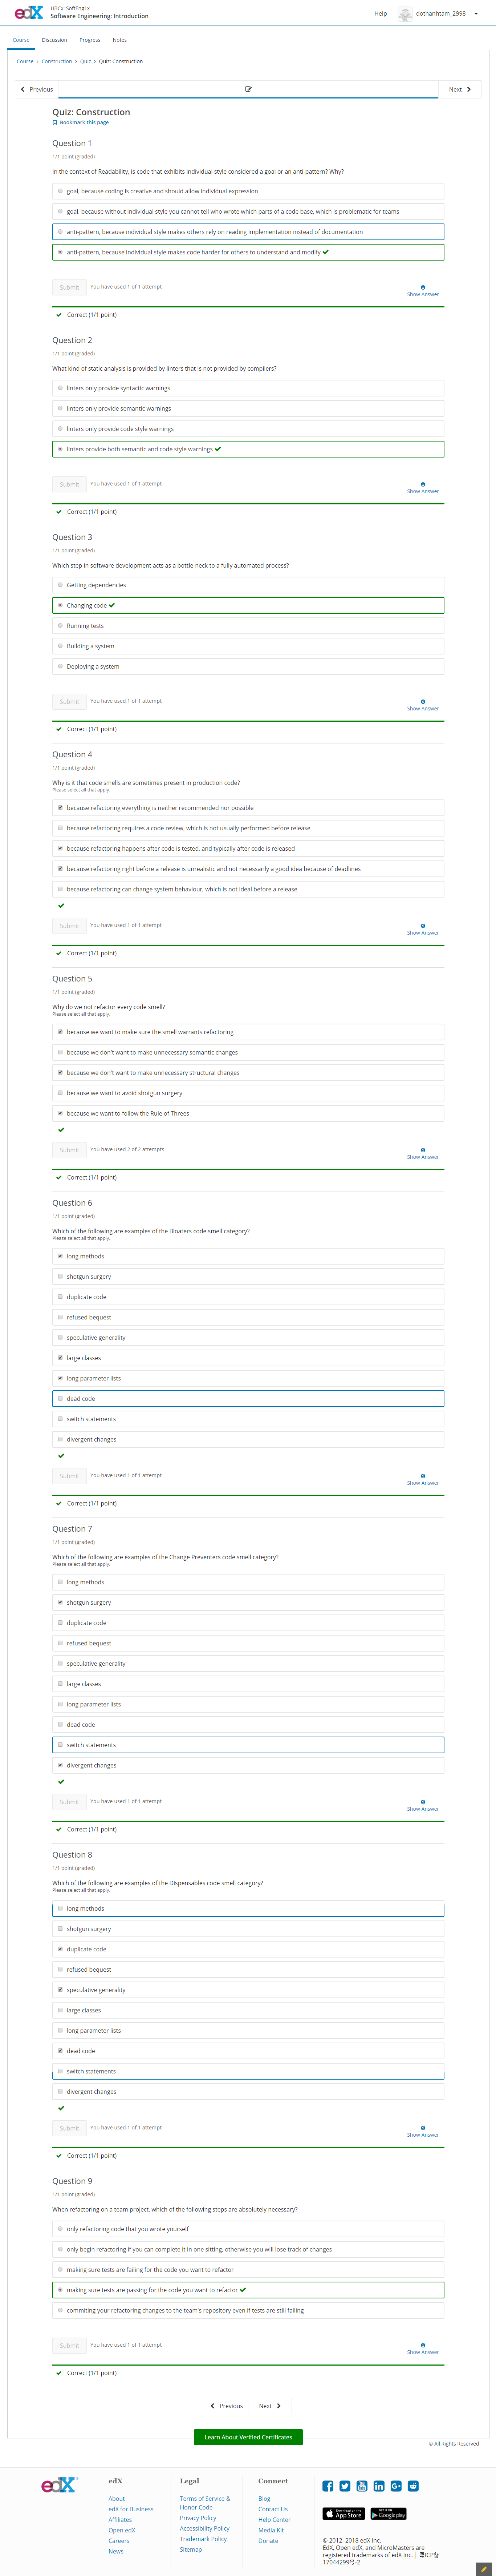 edX
UBCx: SoftEng1x
Software Engineering: Introduction
Help
dothanhtam_2998
Course
Discussion
Progress
Notes
Course > Construction > Quiz > Quiz: Construction
Previous
Next
Quiz: Construction
Bookmark this page
Question 1
1/1 point (graded)
In the context of Readability, is code that exhibits individual style considered a goal or an anti-pattern? Why?
goal, because coding is creative and should allow individual expression
goal, because without individual style you cannot tell who wrote which parts of a code base, which is problematic for teams
anti-pattern, because individual style makes others rely on reading implementation instead of documentation
anti-pattern, because individual style makes code harder for others to understand and modify
Submit
You have used 1 of 1 attempt
Show Answer
Correct (1/1 point)
Question 2
1/1 point (graded)
What kind of static analysis is provided by linters that is not provided by compilers?
linters only provide syntactic warnings
linters only provide semantic warnings
linters only provide code style warnings
linters provide both semantic and code style warnings
Submit
You have used 1 of 1 attempt
Show Answer
Correct (1/1 point)
Question 3
1/1 point (graded)
Which step in software development acts as a bottle-neck to a fully automated process?
Getting dependencies
Changing code
Running tests
Building a system
Deploying a system
Submit
You have used 1 of 1 attempt
Show Answer
Correct (1/1 point)
Question 4
1/1 point (graded)
Why is it that code smells are sometimes present in production code?
Please select all that apply.
because refactoring everything is neither recommended nor possible
because refactoring requires a code review, which is not usually performed before release
because refactoring happens after code is tested, and typically after code is released
because refactoring right before a release is unrealistic and not necessarily a good idea because of deadlines
because refactoring can change system behaviour, which is not ideal before a release
Submit
You have used 1 of 1 attempt
Show Answer
Correct (1/1 point)
Question 5
1/1 point (graded)
Why do we not refactor every code smell?
Please select all that apply.
because we want to make sure the smell warrants refactoring
because we don't want to make unnecessary semantic changes
because we don't want to make unnecessary structural changes
because we want to avoid shotgun surgery
because we want to follow the Rule of Threes
Submit
You have used 2 of 2 attempts
Show Answer
Correct (1/1 point)
Question 6
1/1 point (graded)
Which of the following are examples of the Bloaters code smell category?
Please select all that apply.
long methods
shotgun surgery
duplicate code
refused bequest
speculative generality
large classes
long parameter lists
dead code
switch statements
divergent changes
Submit
You have used 1 of 1 attempt
Show Answer
Correct (1/1 point)
Question 7
1/1 point (graded)
Which of the following are examples of the Change Preventers code smell category?
Please select all that apply.
long methods
shotgun surgery
duplicate code
refused bequest
speculative generality
large classes
long parameter lists
dead code
switch statements
divergent changes
Submit
You have used 1 of 1 attempt
Show Answer
Correct (1/1 point)
Question 8
1/1 point (graded)
Which of the following are examples of the Dispensables code smell category?
Please select all that apply.
long methods
shotgun surgery
duplicate code
refused bequest
speculative generality
large classes
long parameter lists
dead code
switch statements
divergent changes
Submit
You have used 1 of 1 attempt
Show Answer
Correct (1/1 point)
Question 9
1/1 point (graded)
When refactoring on a team project, which of the following steps are absolutely necessary?
only refactoring code that you wrote yourself
only begin refactoring if you can complete it in one sitting, otherwise you will lose track of changes
making sure tests are failing for the code you want to refactor
making sure tests are passing for the code you want to refactor
commiting your refactoring changes to the team's repository even if tests are still failing
Submit
You have used 1 of 1 attempt
Show Answer
Correct (1/1 point)
Previous
Next
Learn About Verified Certificates
© All Rights Reserved
edX
edX
About
edX for Business
Affiliates
Open edX
Careers
News
Legal
Terms of Service &
Honor Code
Privacy Policy
Accessibility Policy
Trademark Policy
Sitemap
Connect
Blog
Contact Us
Help Center
Media Kit
Donate
App Store
Google play
© 2012–2018 edX Inc.
EdX, Open edX, and MicroMasters are
registered trademarks of edX Inc. | 粤ICP备
17044299号-2